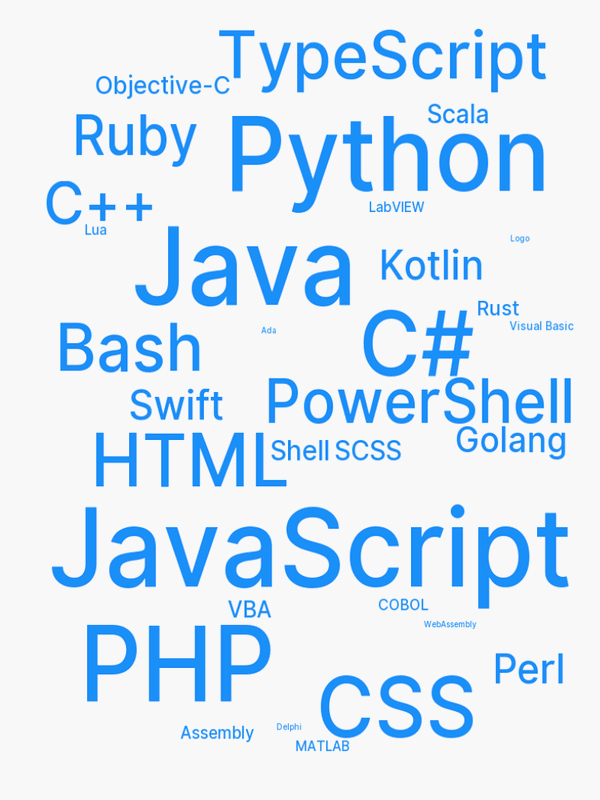 TypeScript
Objective-C
Scala
Ruby
Python
C++
LabVIEW
Lua
Logo
Java
Kotlin
Rust
Visual Basic
Ada
C#
Bash
Swift
PowerShell
Golang
HTML
Shell
SCSS
JavaScript
VBA
COBOL
WebAssembly
PHP
Perl
CSS
Assembly
Delphi
MATLAB